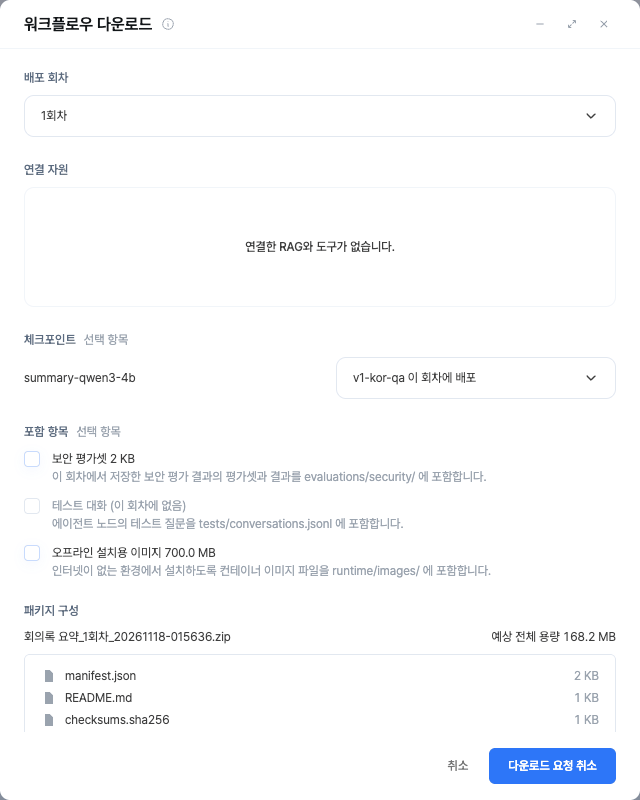 워크플로우 다운로드
배포 회차
1회차
연결 자원
연결한 RAG와 도구가 없습니다.
체크포인트 선택 항목
summary-qwen3-4b
v1-kor-qa 이 회차에 배포
포함 항목 선택 항목
보안 평가셋 2 KB
이 회차에서 저장한 보안 평가 결과의 평가셋과 결과를 evaluations/security/ 에 포함합니다.
테스트 대화 (이 회차에 없음)
에이전트 노드의 테스트 질문을 tests/conversations.jsonl 에 포함합니다.
오프라인 설치용 이미지 700.0 MB
인터넷이 없는 환경에서 설치하도록 컨테이너 이미지 파일을 runtime/images/ 에 포함합니다.
패키지 구성
회의록 요약_1회차_20261118-015636.zip
예상 전체 용량 168.2 MB
manifest.json 2 KB
README.md 1 KB
checksums.sha256 1 KB
취소
다운로드 요청 취소